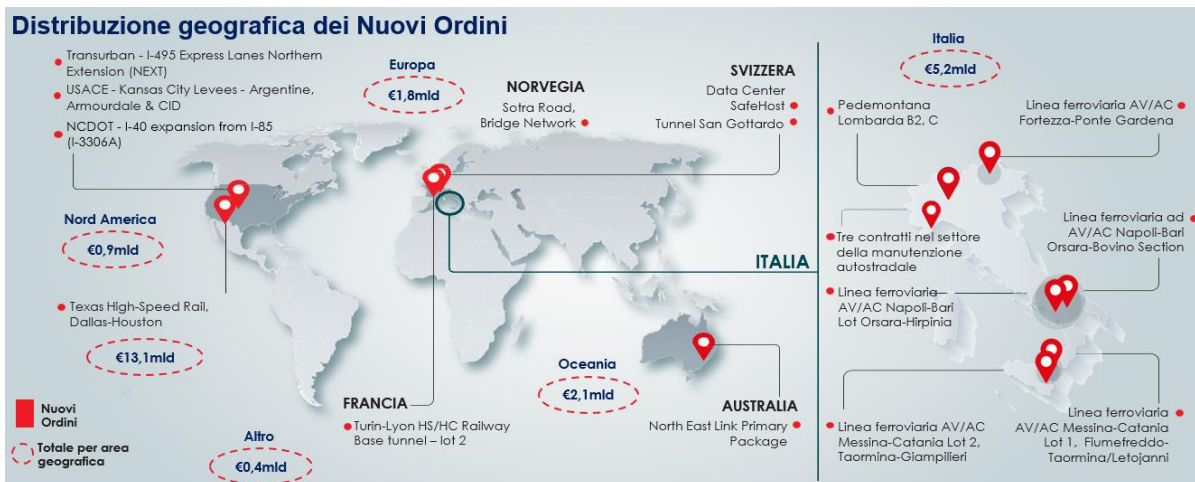 Distribuzione geografica dei Nuovi Ordini
Transurban - I-495 Express Lanes Northern
Extension (NEXT)
USACE - Kansas City Levees - Argentine,
Armourdale & CID
NCDOT - I-40 expansion from I-85
(I-3306A)
Nord America
€0,9mld
Texas High-Speed Rail,
Dallas-Houston
€13,1mld
Europa
€1,8mld
NORVEGIA
Sotra Road,
Bridge Network
SVIZZERA
Data Center
SafeHost
Tunnel San Gottardo
ITALIA
FRANCIA
Turin-Lyon HS/HC Railway
Base tunnel – lot 2
Oceania
€2,1mld
AUSTRALIA
North East Link Primary
Package
Altro
€0,4mld
Nuovi
Ordini
Totale per area
geografica
Italia
€5,2mld
Pedemontana
Lombarda B2, C
Linea ferroviaria AV/AC
Fortezza-Ponte Gardena
Tre contratti nel settore
della manutenzione
autostradale
Linea ferroviaria ad
AV/AC Napoli-Bari
Orsara-Bovino Section
Linea ferroviaria
AV/AC Napoli-Bari
Lot Orsara-Hirpinia
Linea ferroviaria AV/AC
Messina-Catania Lot 2,
Taormina-Giampilieri
Linea ferroviaria
AV/AC Messina-Catania
Lot 1, Fiumefreddo-
Taormina/Letojanni